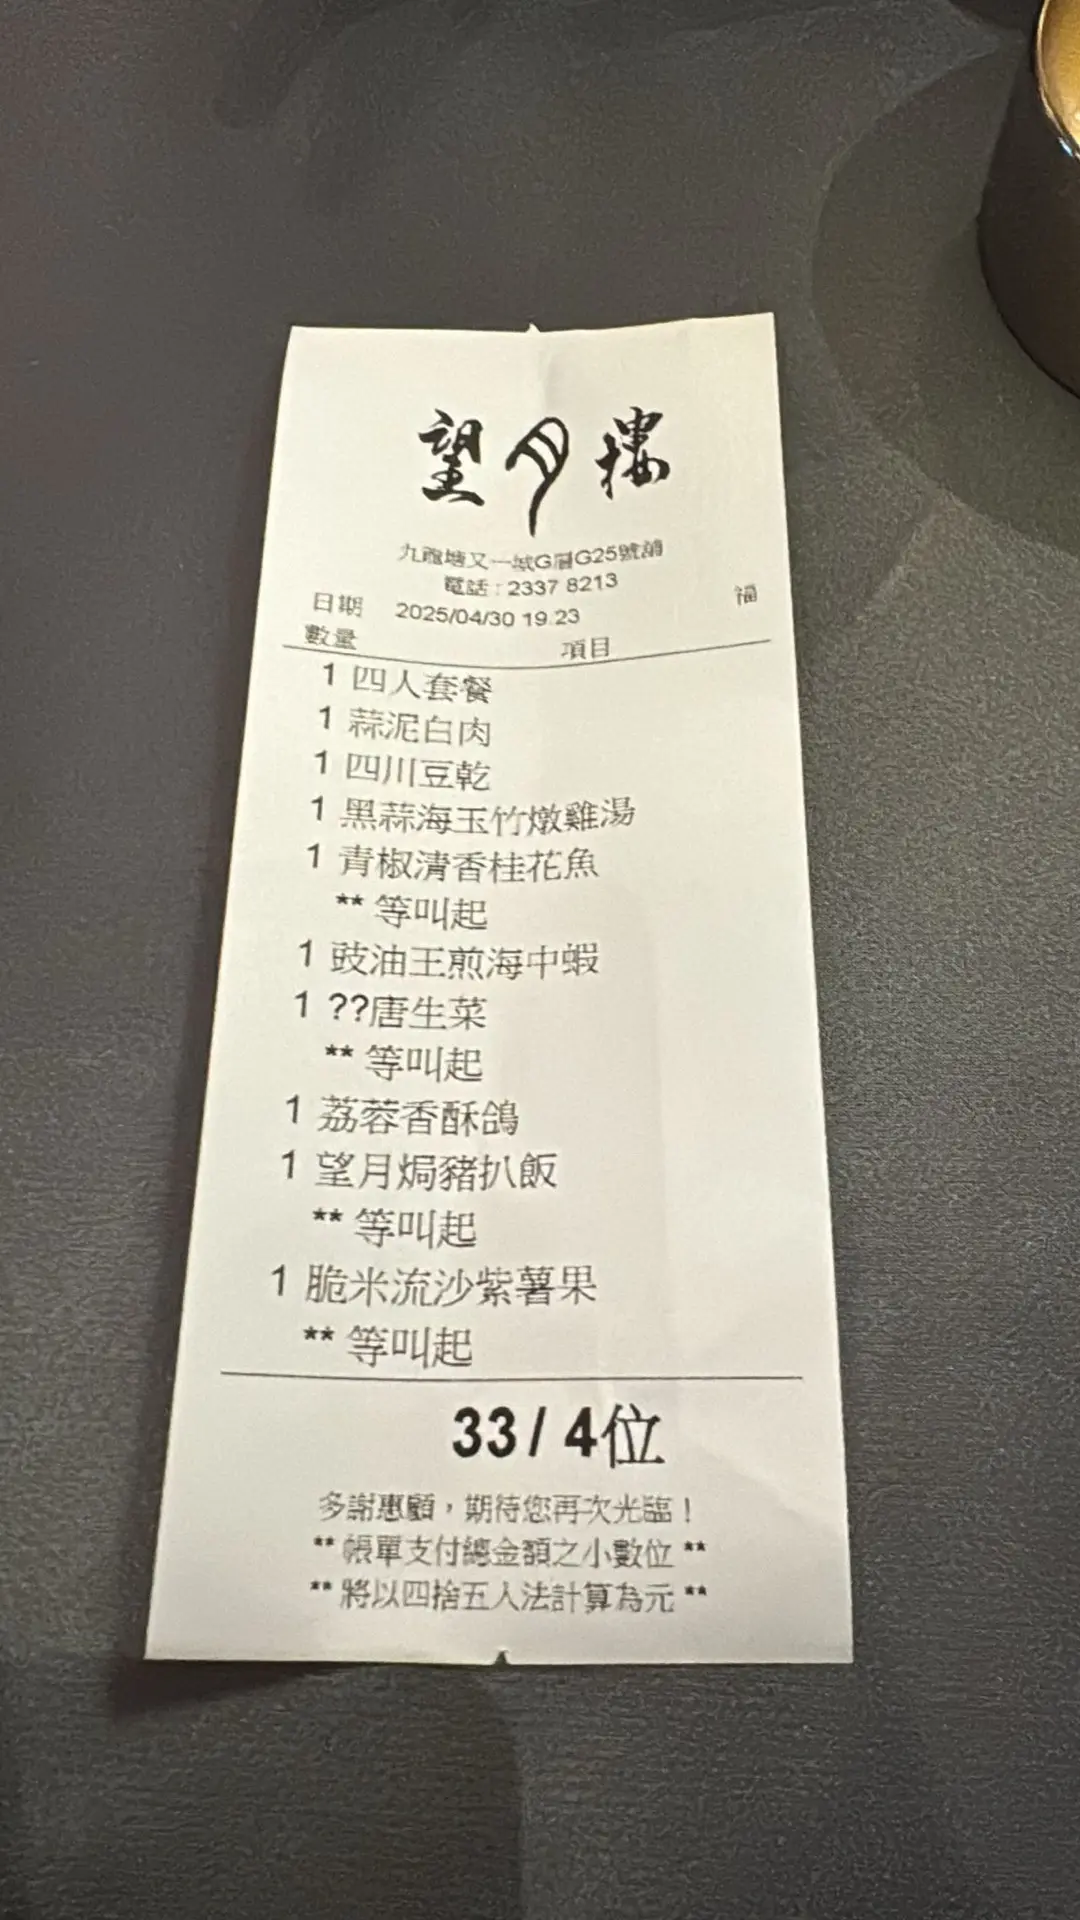 望月樓
九龍塘又一城G層G25號舖
電話 : 2337 8213
日期 2025/04/30 19:23 福
數量 項目
1 四人套餐
1 蒜泥白肉
1 四川豆乾
1 黑蒜海玉竹燉雞湯
1 青椒清香桂花魚
** 等叫起
1 豉油王煎海中蝦
1 ??唐生菜
** 等叫起
1 荔蓉香酥鴿
1 望月焗豬扒飯
** 等叫起
1 脆米流沙紫薯果
** 等叫起
33 / 4位
多謝惠顧，期待您再次光臨！
** 帳單支付總金額之小數位 **
** 將以四捨五入法計算為元 **